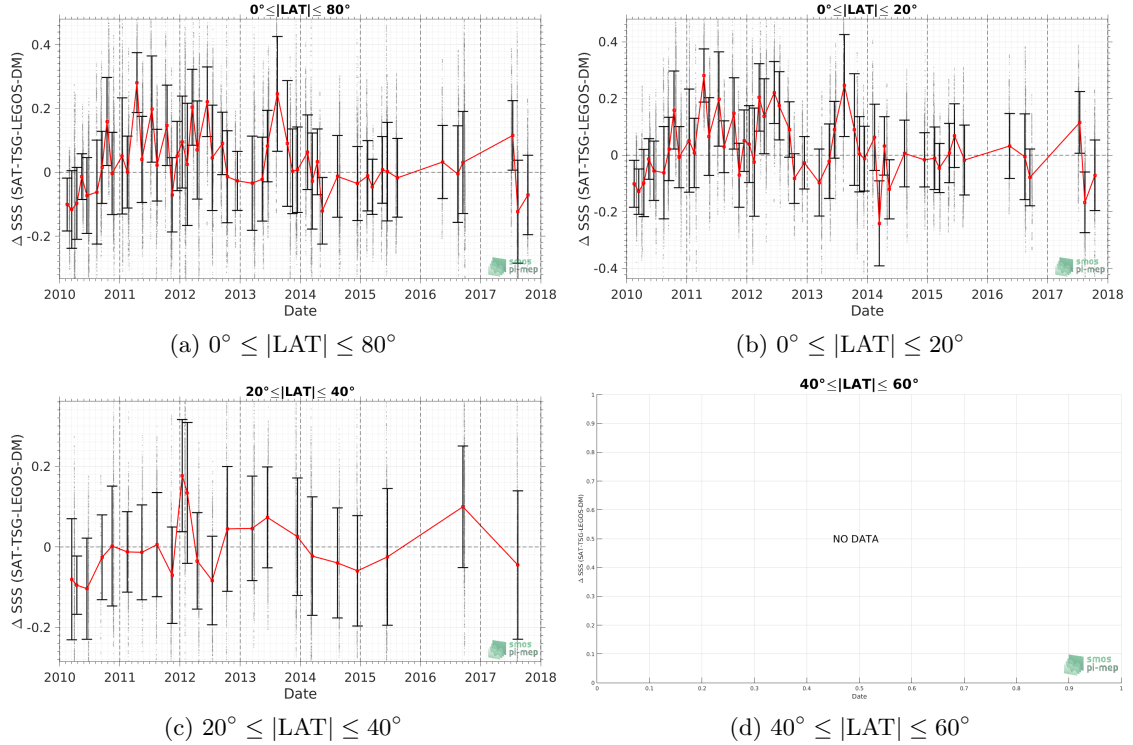 0°≤|LAT|≤ 80°
Δ SSS (SAT-TSG-LEGOS-DM)
0.4
0.2
0
-0.2
2010 2011 2012 2013 2014 2015 2016 2017 2018
Date
smos
pi-mep
(a) 0° ≤ |LAT| ≤ 80°
0°≤|LAT|≤ 20°
Δ SSS (SAT-TSG-LEGOS-DM)
0.4
0.2
0
-0.2
-0.4
2010 2011 2012 2013 2014 2015 2016 2017 2018
Date
smos
pi-mep
(b) 0° ≤ |LAT| ≤ 20°
20°≤|LAT|≤ 40°
Δ SSS (SAT-TSG-LEGOS-DM)
0.2
0
-0.2
2010 2011 2012 2013 2014 2015 2016 2017 2018
Date
smos
pi-mep
(c) 20° ≤ |LAT| ≤ 40°
40°≤|LAT|≤ 60°
Δ SSS (SAT-TSG-LEGOS-DM)
1
0.9
0.8
0.7
0.6
0.5
0.4
0.3
0.2
0.1
0
NO DATA
0 0.1 0.2 0.3 0.4 0.5 0.6 0.7 0.8 0.9 1
Date
smos
pi-mep
(d) 40° ≤ |LAT| ≤ 60°